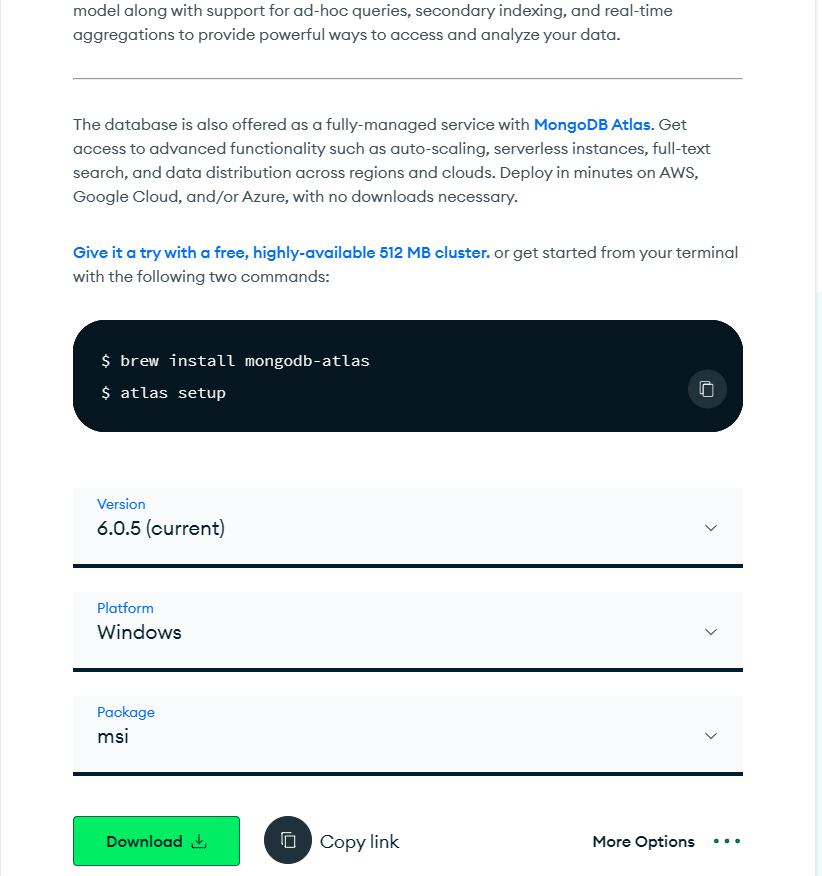 model along with support for ad-hoc queries, secondary indexing, and real-time
aggregations to provide powerful ways to access and analyze your data.
The database is also offered as a fully-managed service with MongoDB Atlas. Get
access to advanced functionality such as auto-scaling, serverless instances, full-text
search, and data distribution across regions and clouds. Deploy in minutes on AWS,
Google Cloud, and/or Azure, with no downloads necessary.
Give it a try with a free, highly-available 512 MB cluster. or get started from your terminal
with the following two commands:
$ brew install mongodb-atlas
$ atlas setup
Version
6.0.5 (current)
Platform
Windows
Package
msi
Download
Copy link
More Options